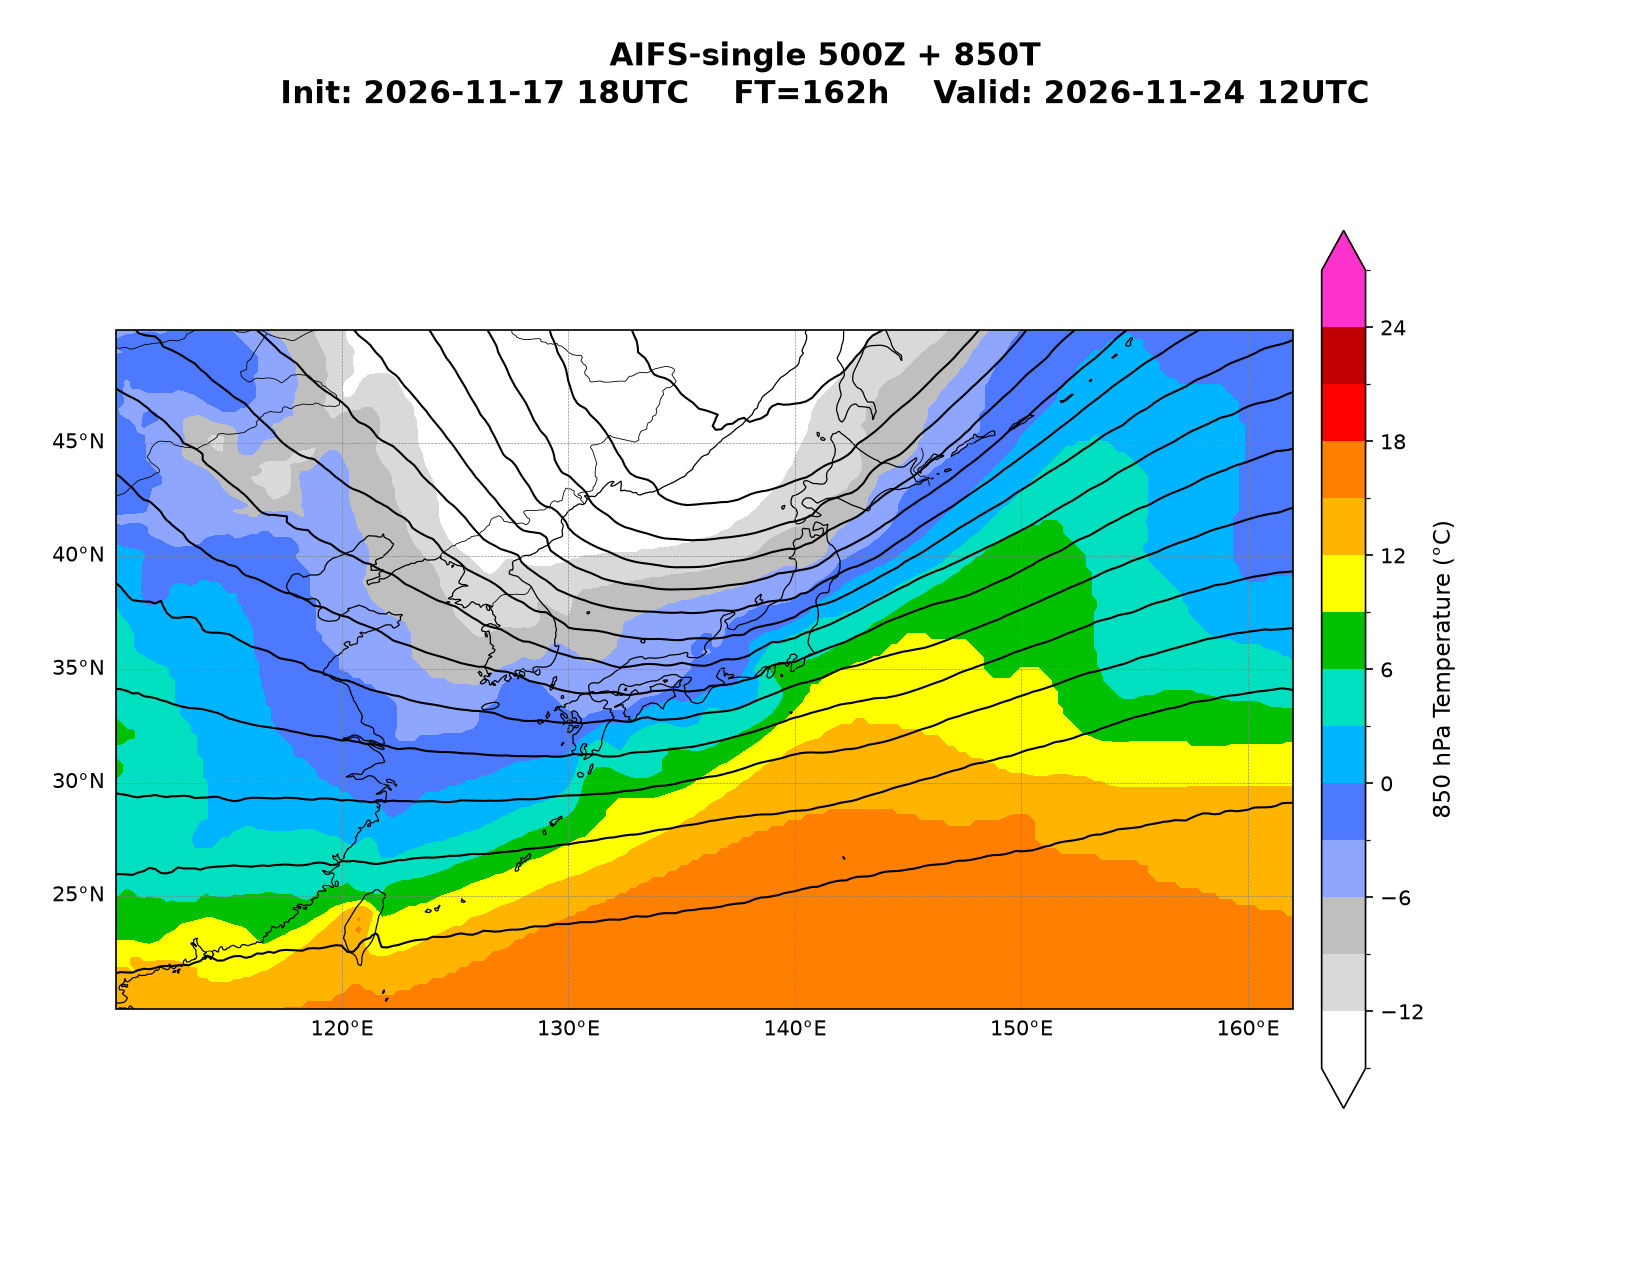 AIFS-single 500Z + 850T
Init: 2026-11-17 18UTC    FT=162h    Valid: 2026-11-24 12UTC
45°N
40°N
35°N
30°N
25°N
120°E
130°E
140°E
150°E
160°E
24
18
12
6
0
−6
−12
850 hPa Temperature (°C)